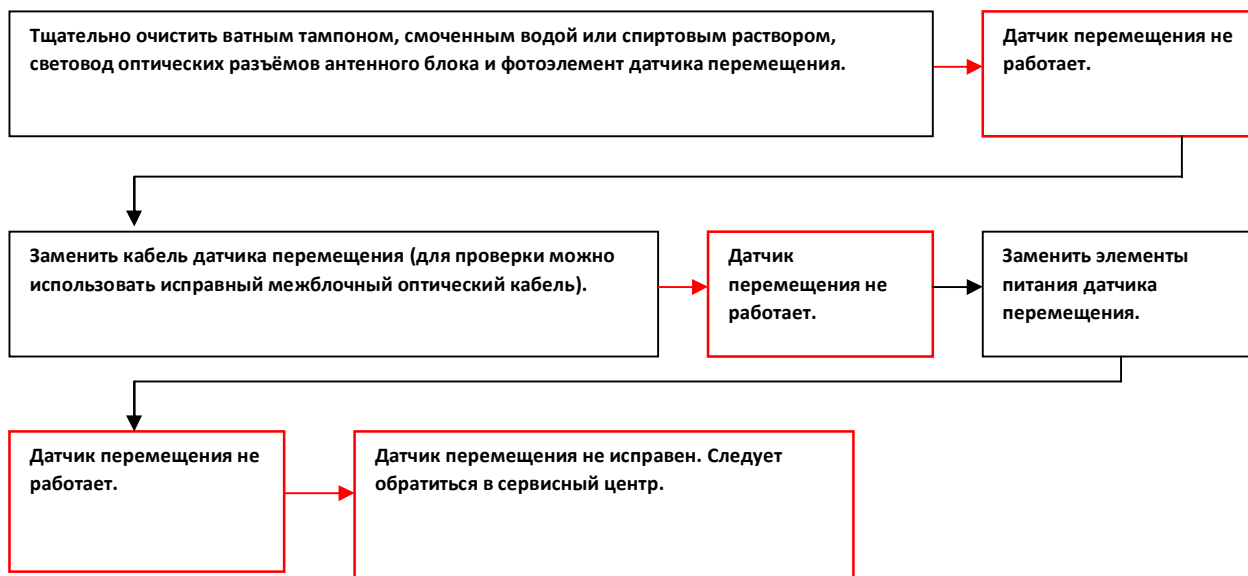 Тщательно очистить ватным тампоном, смоченным водой или спиртовым раствором,
световод оптических разъёмов антенного блока и фотоэлемент датчика перемещения.
Датчик перемещения не
работает.
Заменить кабель датчика перемещения (для проверки можно
использовать исправный межблочный оптический кабель).
Датчик
перемещения не
работает.
Заменить элементы
питания датчика
перемещения.
Датчик перемещения не
работает.
Датчик перемещения не исправен. Следует
обратиться в сервисный центр.